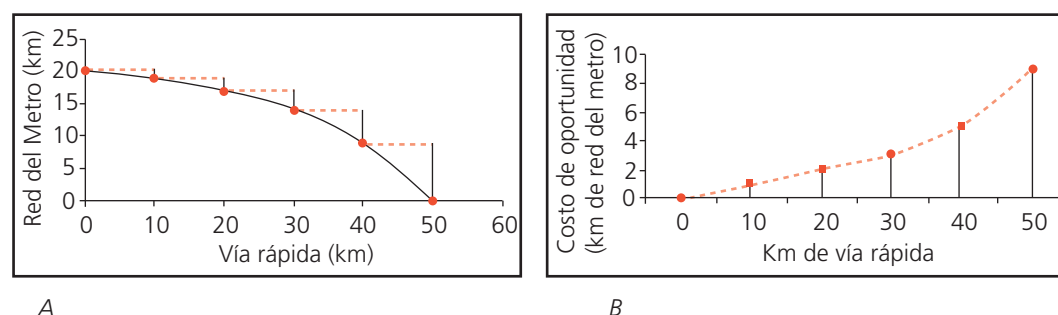 Red del Metro (km)
25
20
15
10
5
0
0 10 20 30 40 50 60
Vía rápida (km)
A
Costo de oportunidad
(km de red del metro)
10
8
6
4
2
0
0 10 20 30 40 50
Km de vía rápida
B